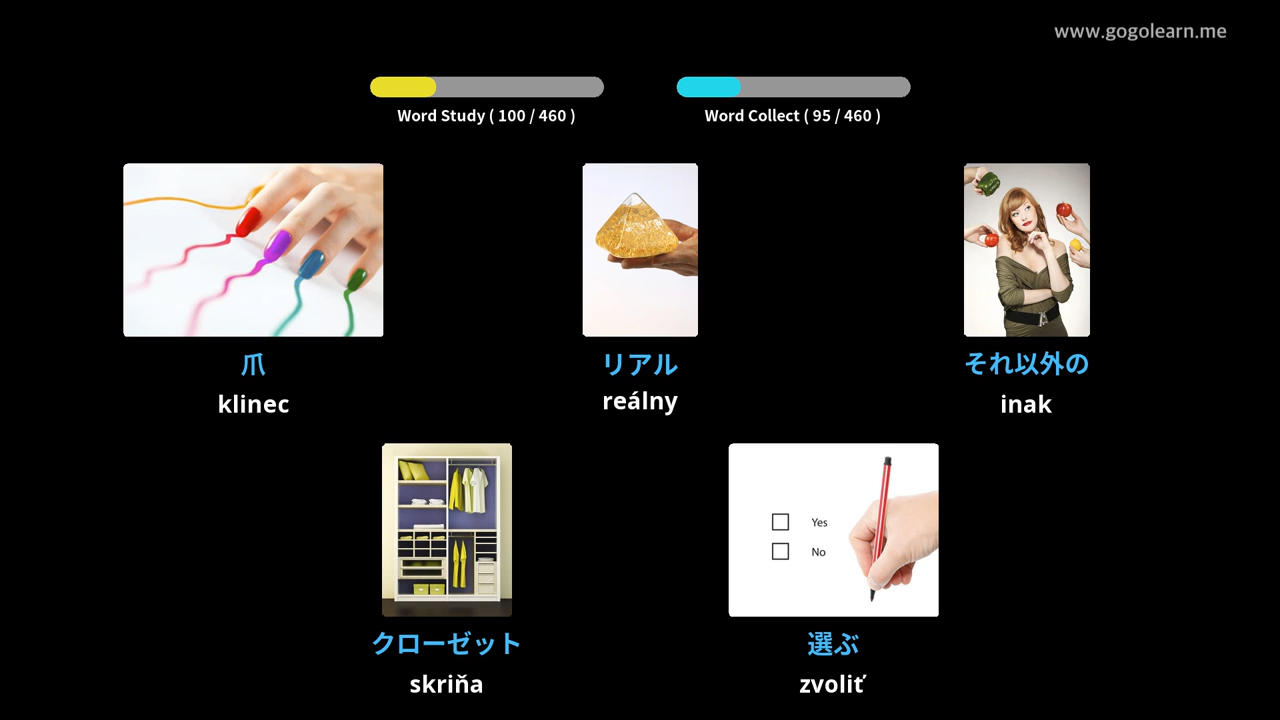 www.gogolearn.me
Word Study ( 100 / 460 )
Word Collect ( 95 / 460 )
爪
klinec
リアル
reálny
それ以外の
inak
クローゼット
skriňa
Yes
No
選ぶ
zvoliť